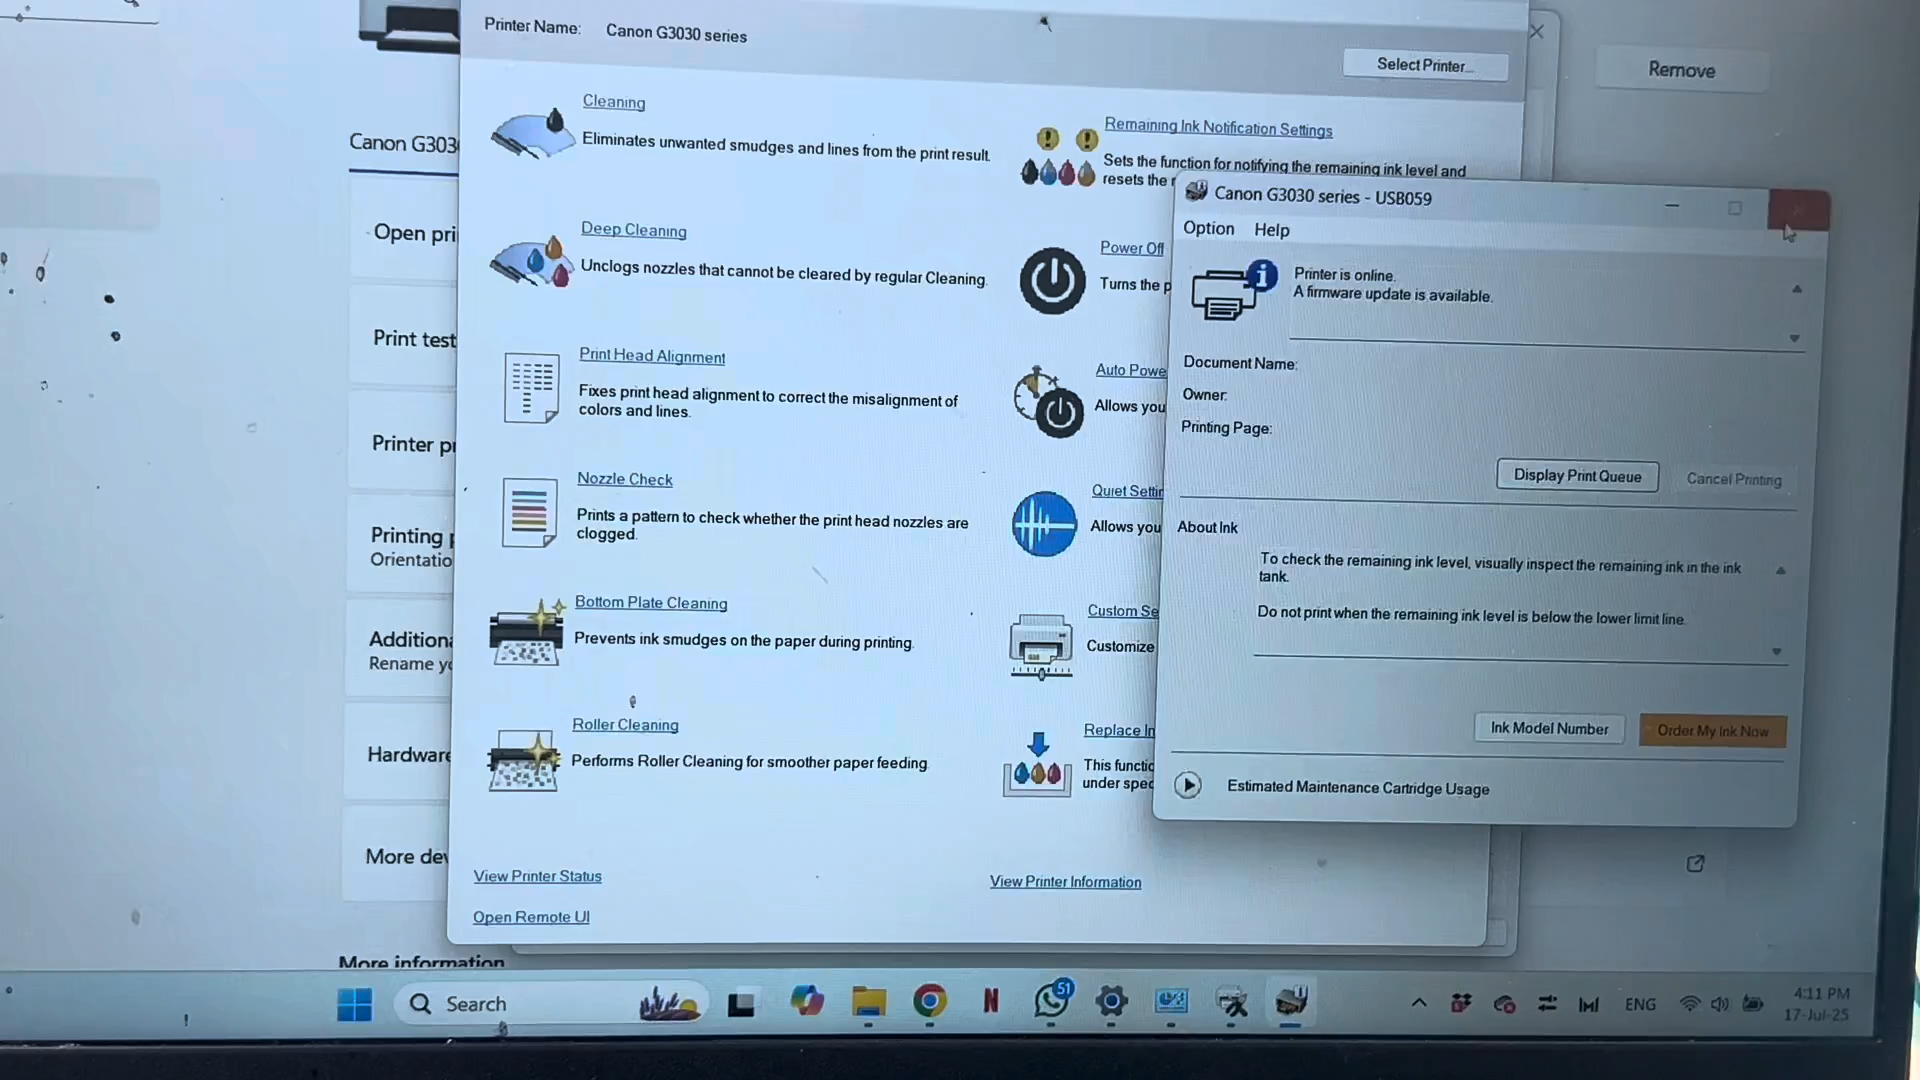 Printer Name: Canon G3030 series
Select Printer...
Remove
Cleaning
Eliminates unwanted smudges and lines from the print result.
Deep Cleaning
Unclogs nozzles that cannot be cleared by regular Cleaning.
Print Head Alignment
Fixes print head alignment to correct the misalignment of
colors and lines.
Nozzle Check
Prints a pattern to check whether the print head nozzles are
clogged.
Bottom Plate Cleaning
Prevents ink smudges on the paper during printing.
Roller Cleaning
Performs Roller Cleaning for smoother paper feeding.
View Printer Status
Open Remote UI
Remaining Ink Notification Settings
Sets the function for notifying the remaining ink level and
resets the r
Power Off
Turns the p
Auto Powe
Allows you
Quiet Settin
Allows you
Custom Se
Customize
Replace In
This functio
under spec
View Printer Information
Canon G3030 series - USB059
Option Help
Printer is online.
A firmware update is available.
Document Name:
Owner:
Printing Page:
Display Print Queue
Cancel Printing
About Ink
To check the remaining ink level, visually inspect the remaining ink in the ink
tank.
Do not print when the remaining ink level is below the lower limit line.
Ink Model Number
Order My Ink Now
Estimated Maintenance Cartridge Usage
Canon G303
Open pri
Print test
Printer p
Printing p
Orientatio
Additiona
Rename yo
Hardware
More dev
More information
Search
51
ENG
4:11 PM
17-Jul-25